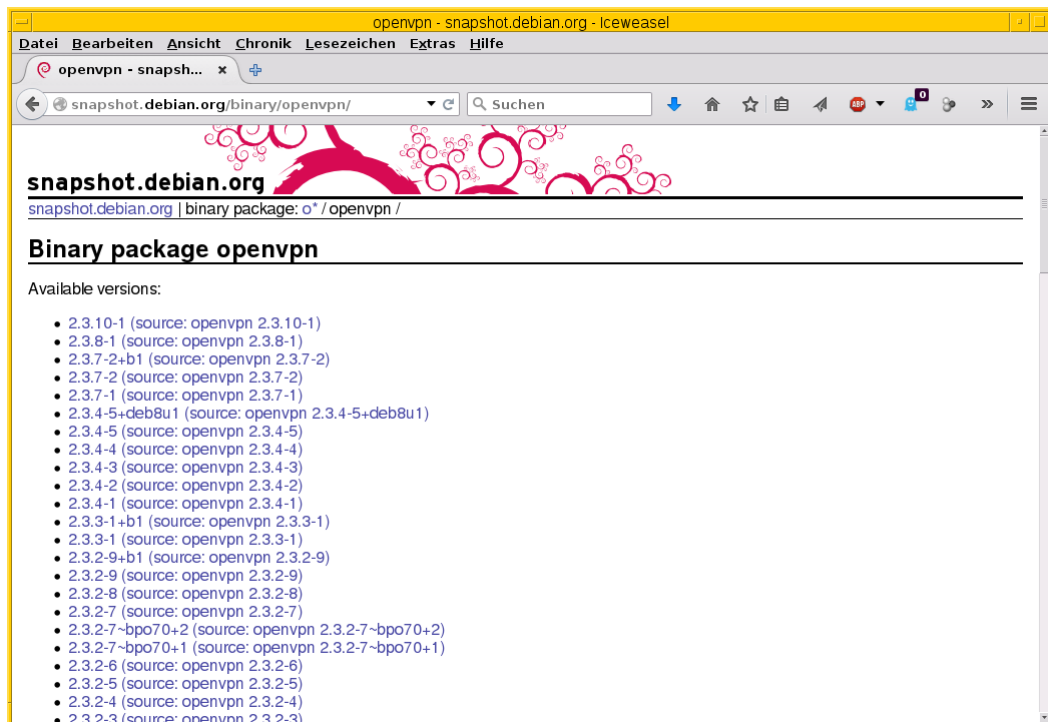 openvpn - snapshot.debian.org - Iceweasel
Datei Bearbeiten Ansicht Chronik Lesezeichen Extras Hilfe
openvpn - snapsh... x
snapshot.debian.org/binary/openvpn/ Suchen ABP 0 »
snapshot.debian.org
snapshot.debian.org | binary package: o* / openvpn /
Binary package openvpn
Available versions:
• 2.3.10-1 (source: openvpn 2.3.10-1)
• 2.3.8-1 (source: openvpn 2.3.8-1)
• 2.3.7-2+b1 (source: openvpn 2.3.7-2)
• 2.3.7-2 (source: openvpn 2.3.7-2)
• 2.3.7-1 (source: openvpn 2.3.7-1)
• 2.3.4-5+deb8u1 (source: openvpn 2.3.4-5+deb8u1)
• 2.3.4-5 (source: openvpn 2.3.4-5)
• 2.3.4-4 (source: openvpn 2.3.4-4)
• 2.3.4-3 (source: openvpn 2.3.4-3)
• 2.3.4-2 (source: openvpn 2.3.4-2)
• 2.3.4-1 (source: openvpn 2.3.4-1)
• 2.3.3-1+b1 (source: openvpn 2.3.3-1)
• 2.3.3-1 (source: openvpn 2.3.3-1)
• 2.3.2-9+b1 (source: openvpn 2.3.2-9)
• 2.3.2-9 (source: openvpn 2.3.2-9)
• 2.3.2-8 (source: openvpn 2.3.2-8)
• 2.3.2-7 (source: openvpn 2.3.2-7)
• 2.3.2-7~bpo70+2 (source: openvpn 2.3.2-7~bpo70+2)
• 2.3.2-7~bpo70+1 (source: openvpn 2.3.2-7~bpo70+1)
• 2.3.2-6 (source: openvpn 2.3.2-6)
• 2.3.2-5 (source: openvpn 2.3.2-5)
• 2.3.2-4 (source: openvpn 2.3.2-4)
• 2.3.2-3 (source: openvpn 2.3.2-3)